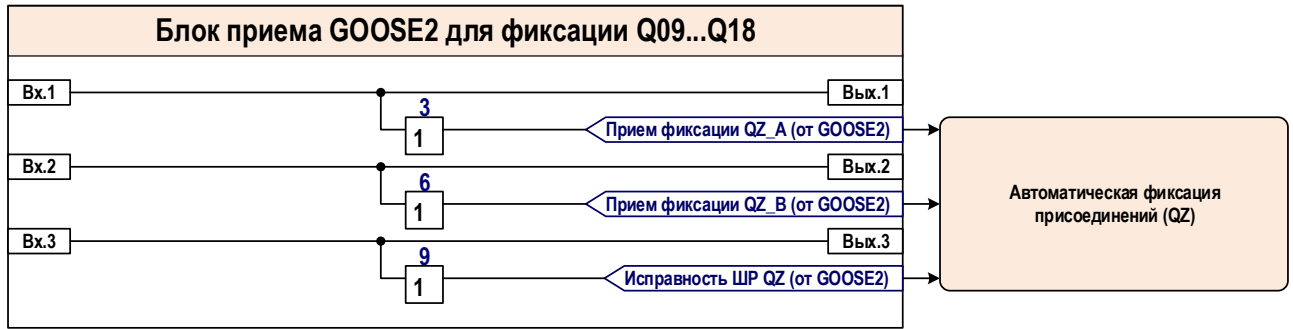 Блок приема GOOSE2 для фиксации Q09...Q18
Вх.1
Вых.1
3
1
Прием фиксации QZ_A (от GOOSE2)
Вх.2
Вых.2
6
1
Прием фиксации QZ_B (от GOOSE2)
Автоматическая фиксация
присоединений (QZ)
Вх.3
Вых.3
9
1
Исправность ШР QZ (от GOOSE2)